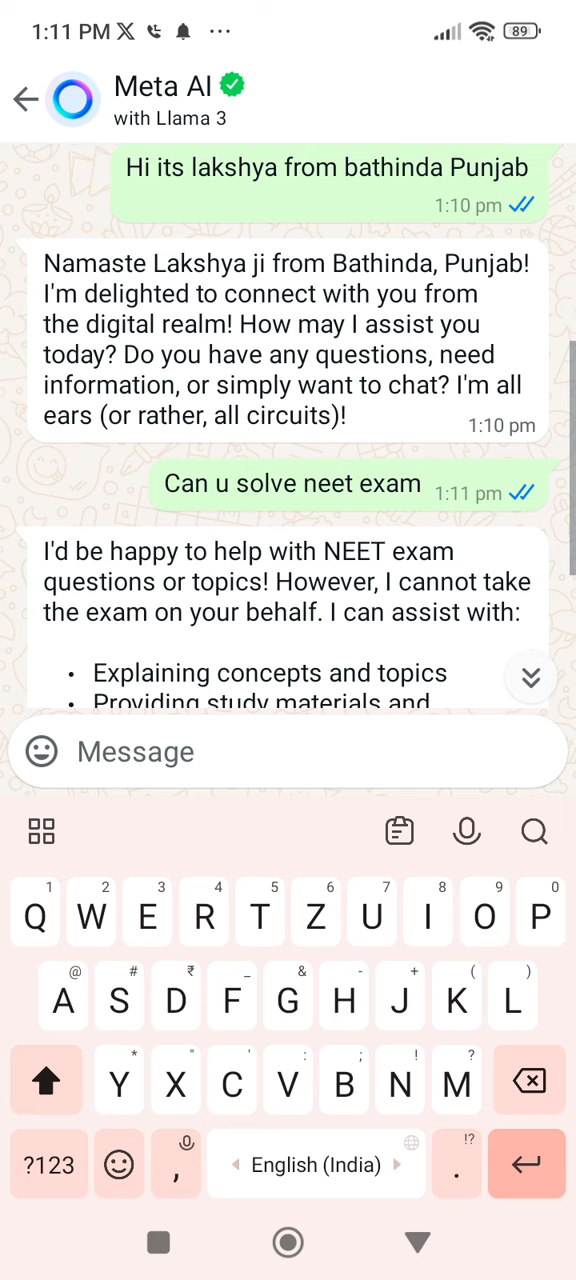 1:11 PM
89
Meta AI
with Llama 3
Hi its lakshya from bathinda Punjab
1:10 pm
Namaste Lakshya ji from Bathinda, Punjab!
I'm delighted to connect with you from
the digital realm! How may I assist you
today? Do you have any questions, need
information, or simply want to chat? I'm all
ears (or rather, all circuits)!
1:10 pm
Can u solve neet exam
1:11 pm
I'd be happy to help with NEET exam
questions or topics! However, I cannot take
the exam on your behalf. I can assist with:
• Explaining concepts and topics
• Providing study materials and
Message
1 2 3 4 5 6 7 8 9 0
Q W E R T Z U I O P
@ # ₹ _ & - + ( )
A S D F G H J K L
* " ' : ; ! ?
Y X C V B N M
!?
?123 , English (India) .